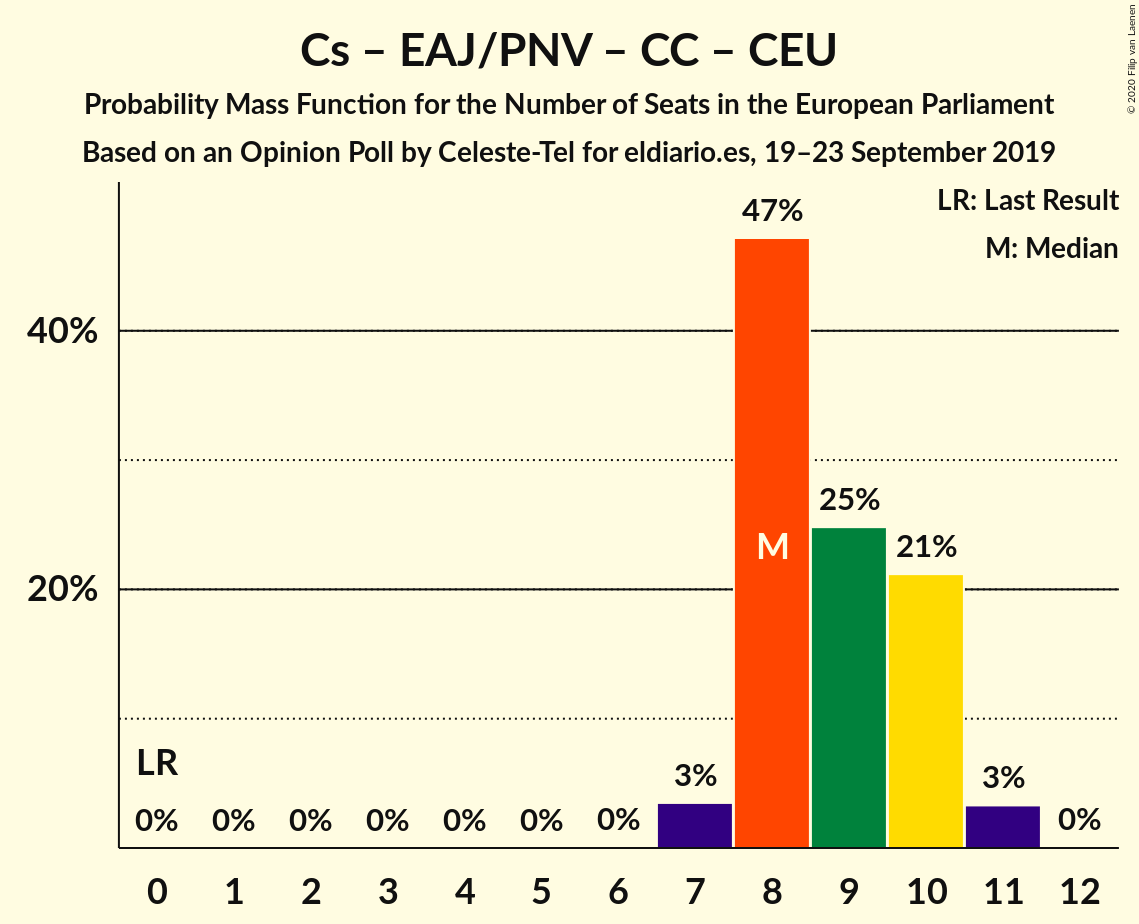 Cs – EAJ/PNV – CC – CEU
Probability Mass Function for the Number of Seats in the European Parliament
Based on an Opinion Poll by Celeste-Tel for eldiario.es, 19–23 September 2019
© 2020 Filip van Laenen
LR: Last Result
M: Median
47%
40%
25%
M
21%
20%
LR
0% 0% 0% 0% 0% 0% 0% 3% 3% 0%
0 1 2 3 4 5 6 7 8 9 10 11 12